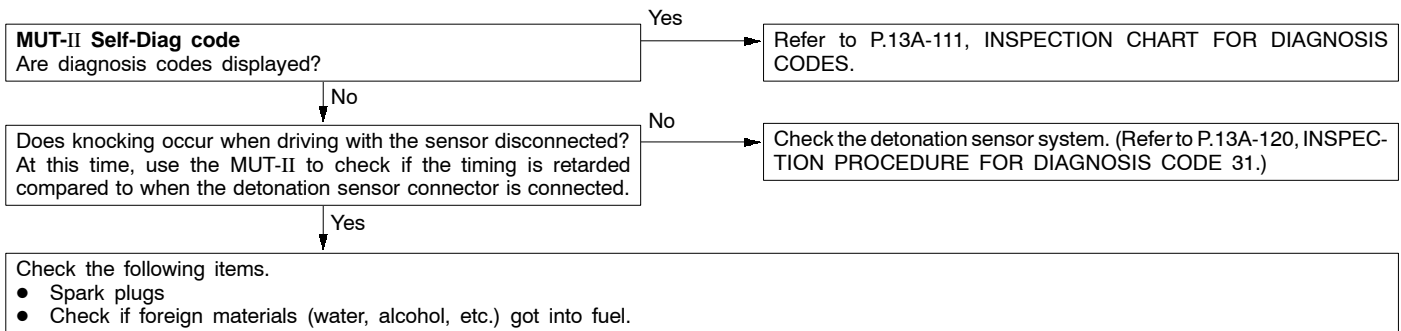 Yes
MUT-II Self-Diag code
Are diagnosis codes displayed?
Refer to P.13A-111, INSPECTION CHART FOR DIAGNOSIS
CODES.
No
Does knocking occur when driving with the sensor disconnected?
At this time, use the MUT-II to check if the timing is retarded
compared to when the detonation sensor connector is connected.
No
Check the detonation sensor system. (Refer to P.13A-120, INSPEC-
TION PROCEDURE FOR DIAGNOSIS CODE 31.)
Yes
Check the following items.
● Spark plugs
● Check if foreign materials (water, alcohol, etc.) got into fuel.